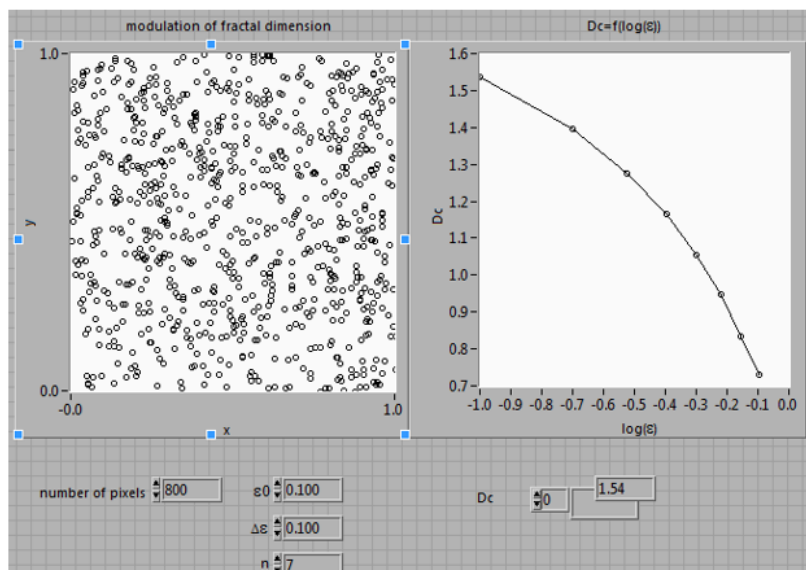 modulation of fractal dimension
1.0
y
0.0
-0.0
1.0
x
Dc=f(log(ε))
1.6
1.5
1.4
1.3
1.2
1.1
1.0
0.9
0.8
0.7
Dc
-1.0 -0.9 -0.8 -0.7 -0.6 -0.5 -0.4 -0.3 -0.2 -0.1 0.0
log(ε)
number of pixels 800
ε0 0.100
Δε 0.100
n 7
Dc 0 1.54